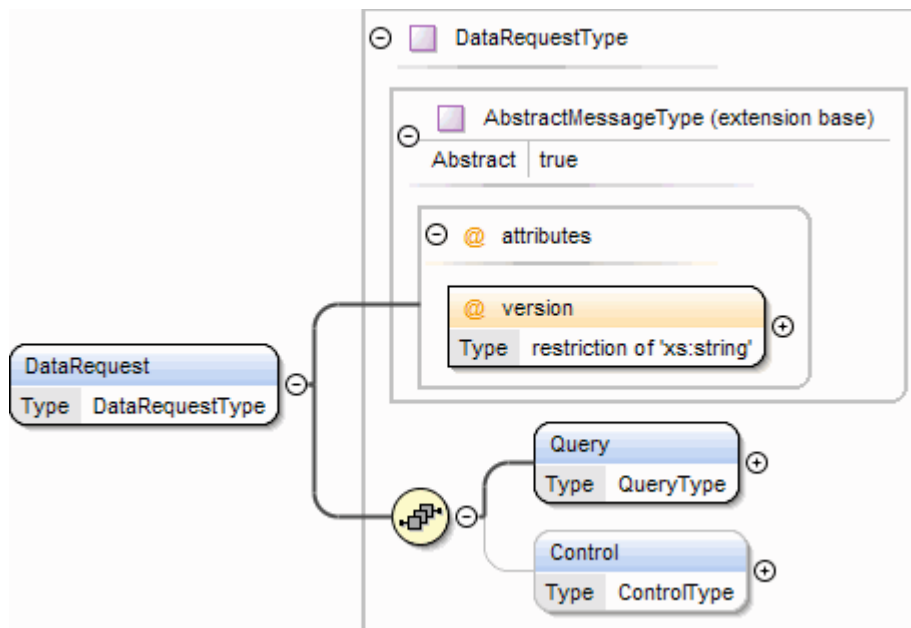 DataRequestType
AbstractMessageType (extension base)
Abstract true
@ attributes
@ version
Type restriction of 'xs:string'
DataRequest
Type DataRequestType
Query
Type QueryType
Control
Type ControlType